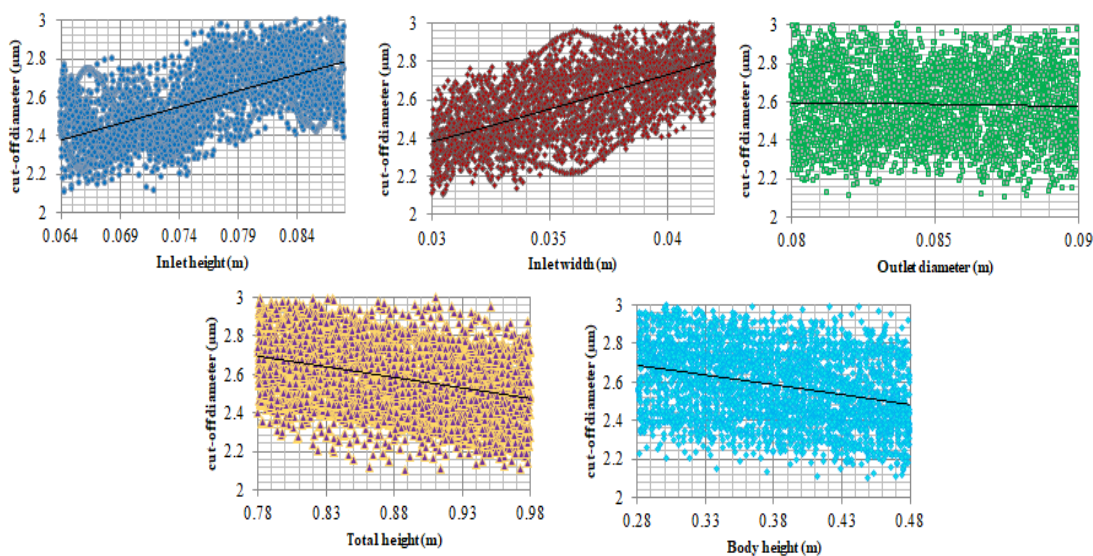 cut-off diameter (µm)
3
2.8
2.6
2.4
2.2
2
0.064 0.069 0.074 0.079 0.084
Inlet height (m)
cut-off diameter (µm)
3
2.8
2.6
2.4
2.2
2
0.03 0.035 0.04
Inlet width (m)
cut-off diameter (µm)
3
2.8
2.6
2.4
2.2
2
0.08 0.085 0.09
Outlet diameter (m)
cut-off diameter (µm)
3
2.8
2.6
2.4
2.2
2
0.78 0.83 0.88 0.93 0.98
Total height (m)
cut-off diameter (µm)
3
2.8
2.6
2.4
2.2
2
0.28 0.33 0.38 0.43 0.48
Body height (m)